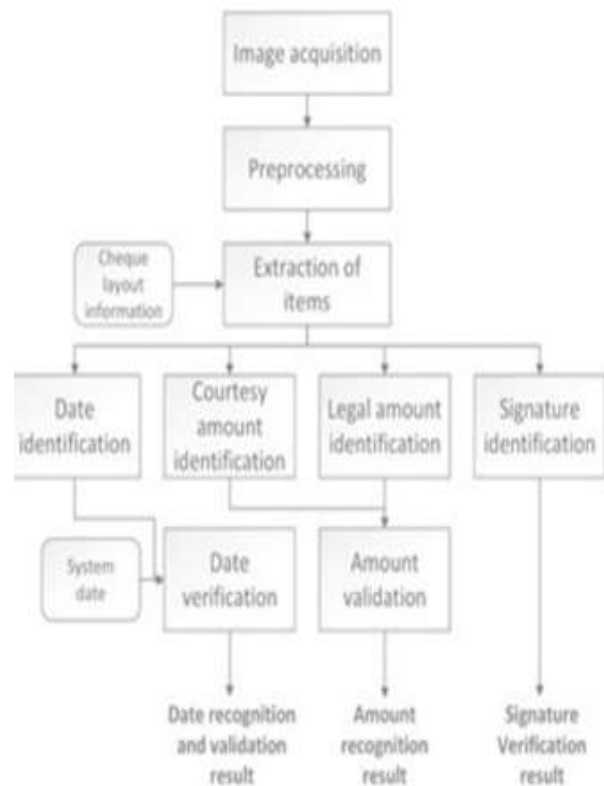 Image acquisition
Preprocessing
Cheque
layout
information
Extraction of
items
Date
identification
Courtesy
amount
identification
Legal amount
identification
Signature
identification
System
date
Date
verification
Amount
validation
Date recognition
and validation
result
Amount
recognition
result
Signature
Verification
result